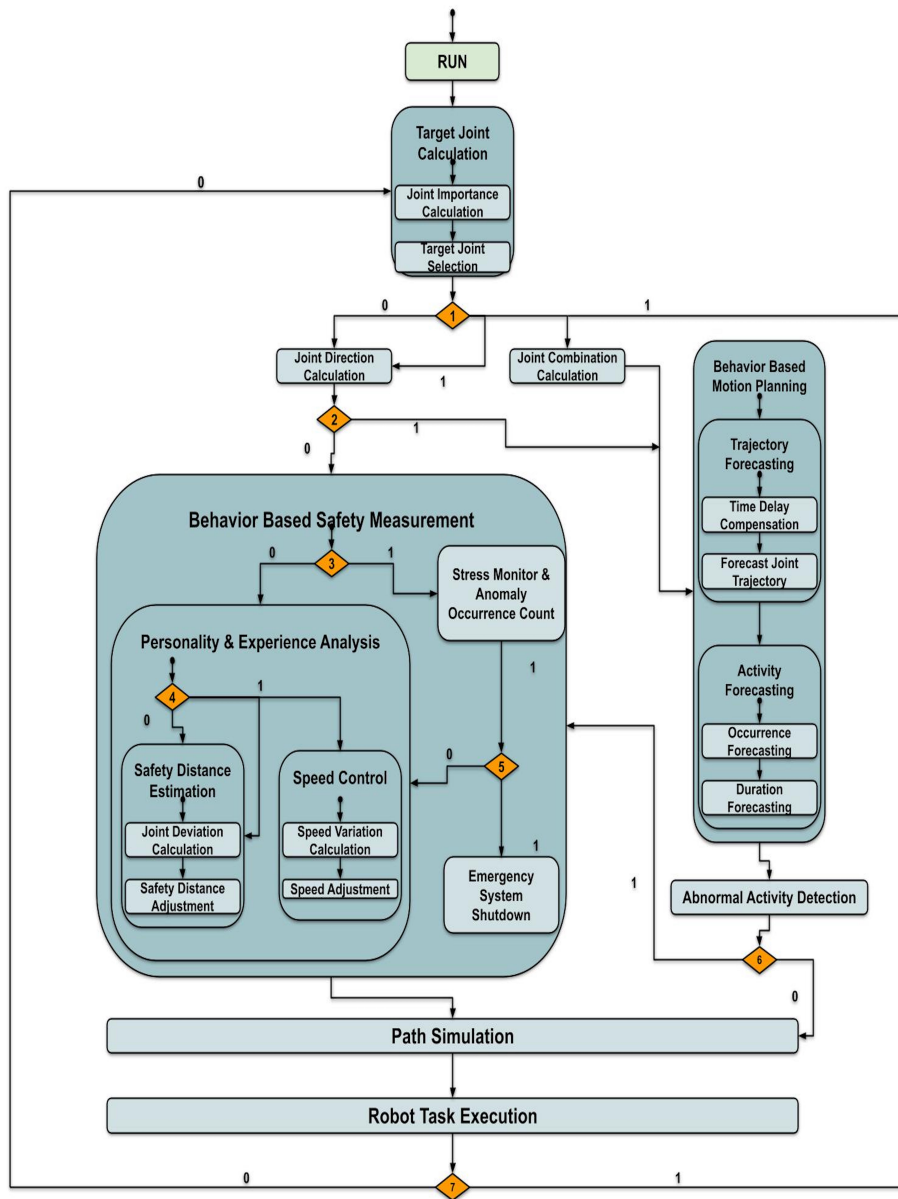 RUN
Target Joint
Calculation
0
Joint Importance
Calculation
Target Joint
Selection
0
1
1
Joint Direction
Calculation
1
Joint Combination
Calculation
Behavior Based
Motion Planning
2
1
0
Trajectory
Forecasting
Time Delay
Compensation
Forecast Joint
Trajectory
Behavior Based Safety Measurement
0
3
1
Stress Monitor &
Anomaly
Occurrence Count
Personality & Experience Analysis
4
1
0
1
Activity
Forecasting
Occurrence
Forecasting
Duration
Forecasting
Safety Distance
Estimation
Joint Deviation
Calculation
Safety Distance
Adjustment
Speed Control
Speed Variation
Calculation
Speed Adjustment
0
5
1
Emergency
System
Shutdown
1
Abnormal Activity Detection
6
0
Path Simulation
Robot Task Execution
0
7
1